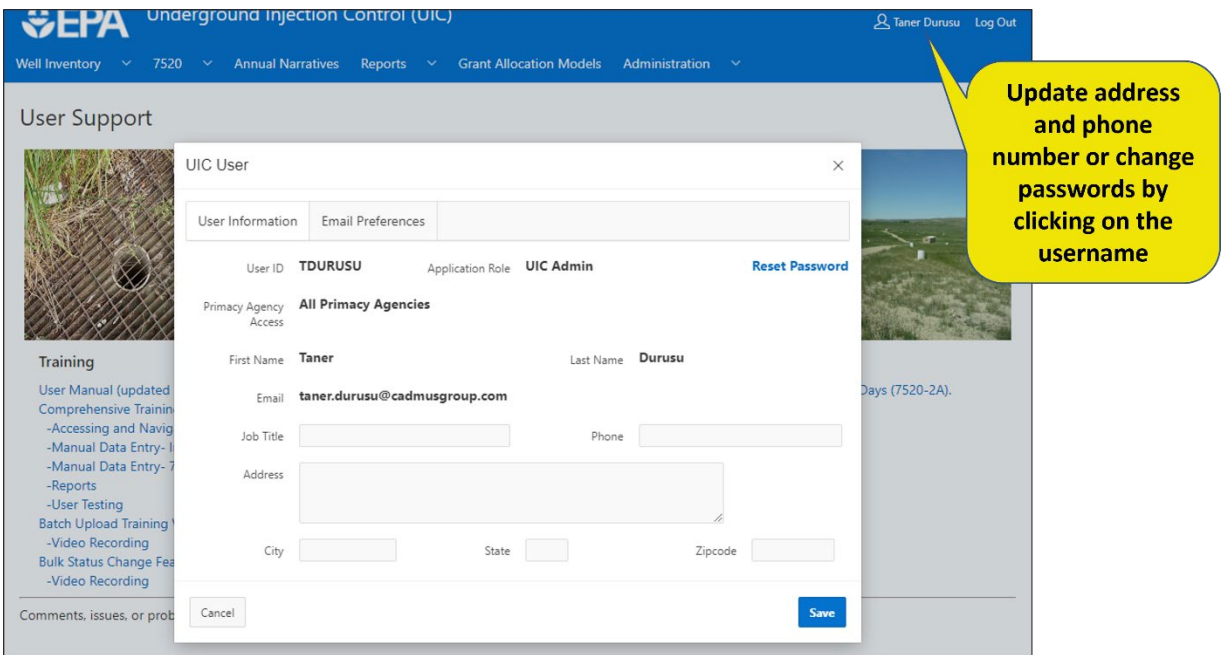 EPA
Underground Injection Control (UIC)
Taner Durusu Log Out
Well Inventory 7520 Annual Narratives Reports Grant Allocation Models Administration
Update address
and phone
number or change
passwords by
clicking on the
username
User Support
UIC User
User Information Email Preferences
User ID TDURUSU Application Role UIC Admin Reset Password
Primacy Agency
Access
All Primacy Agencies
First Name Taner Last Name Durusu
Email taner.durusu@cadmusgroup.com
Job Title Phone
Address
City State Zipcode
Cancel Save
Training
User Manual (updated
Comprehensive Training
-Accessing and Navig
-Manual Data Entry- I
-Manual Data Entry- 7
-Reports
-User Testing
Batch Upload Training
-Video Recording
Bulk Status Change Fea
-Video Recording
Days (7520-2A).
Comments, issues, or prob